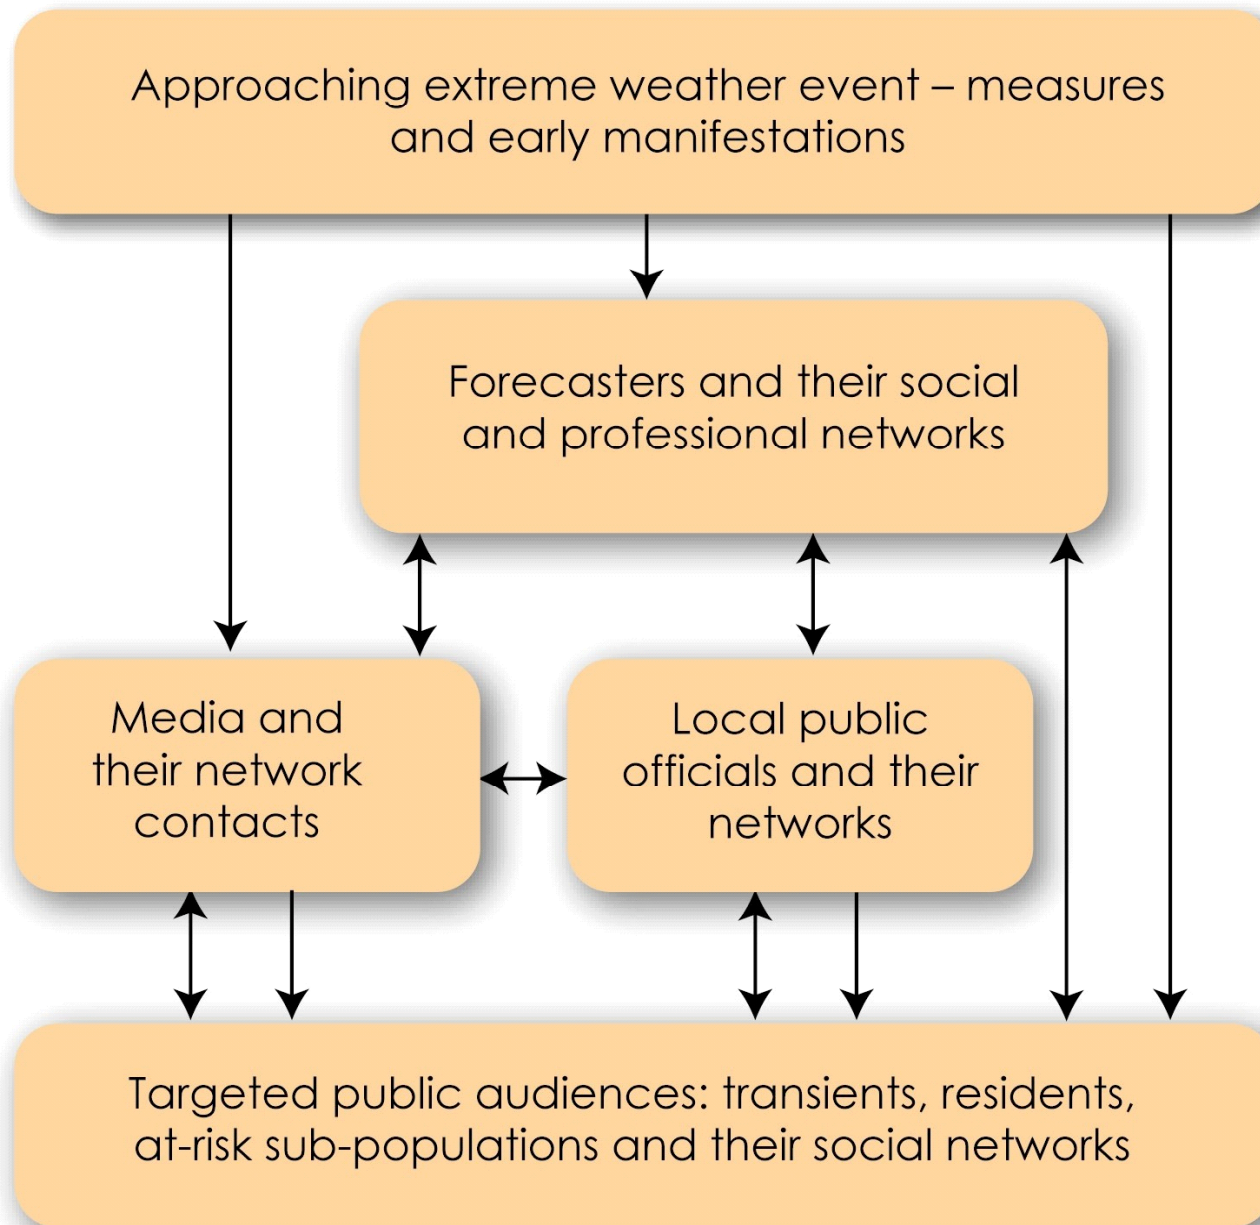 Approaching extreme weather event – measures
and early manifestations
Forecasters and their social
and professional networks
Media and
their network
contacts
Local public
officials and their
networks
Targeted public audiences: transients, residents,
at-risk sub-populations and their social networks